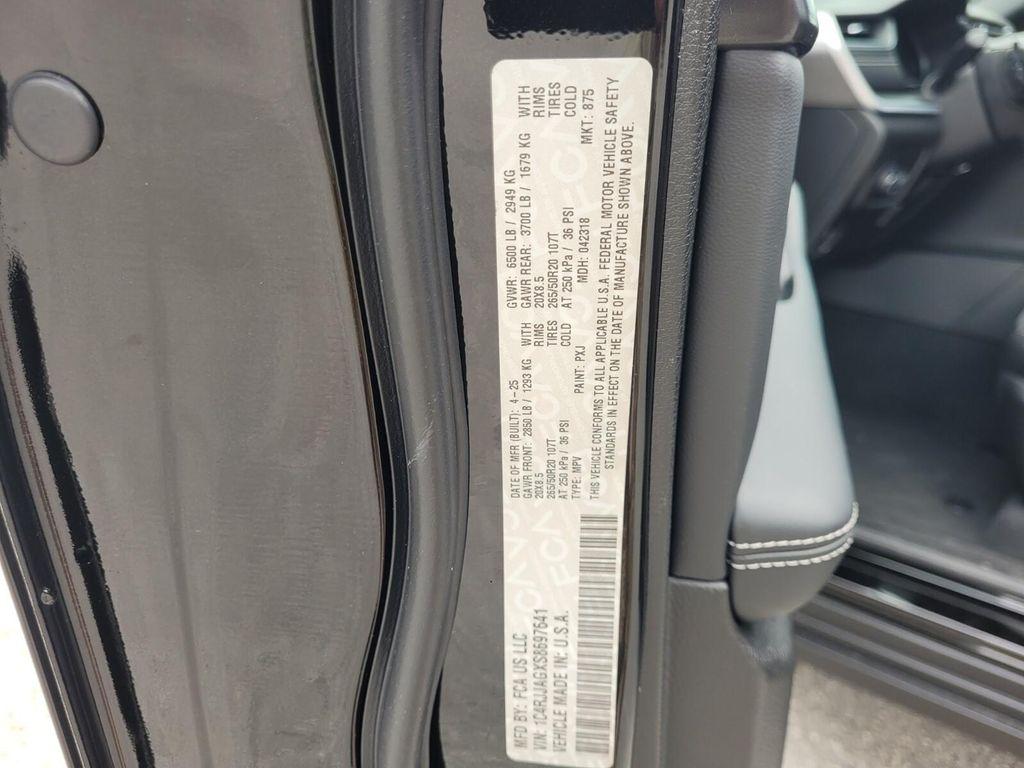 MFD BY: FCA US LLC
DATE OF MFR (BUILT): 4-25
GVWR: 6500 LB / 2949 KG
GAWR FRONT: 2850 LB / 1293 KG WITH
20X8.5 RIMS
265/50R20 107T TIRES
AT 250 kPa / 36 PSI COLD
GAWR REAR: 3700 LB / 1679 KG WITH
20X8.5 RIMS
265/50R20 107T TIRES
AT 250 kPa / 36 PSI COLD
VIN: 1C4RJJAGXS8697641
TYPE: MPV PAINT: PXJ MDH: 042318 MKT: 875
VEHICLE MADE IN: U.S.A.
THIS VEHICLE CONFORMS TO ALL APPLICABLE U.S.A. FEDERAL MOTOR VEHICLE SAFETY
STANDARDS IN EFFECT ON THE DATE OF MANUFACTURE SHOWN ABOVE.